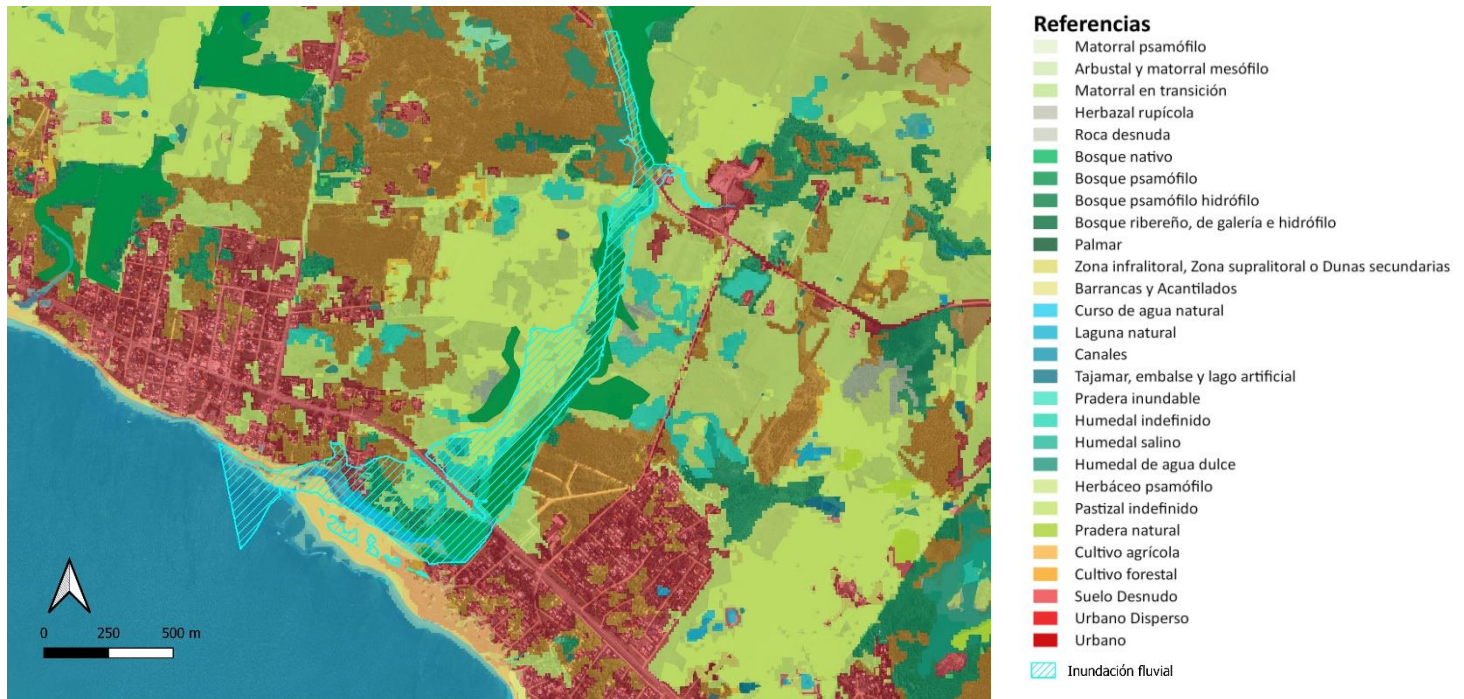 Referencias
Matorral psamófilo
Arbustal y matorral mesófilo
Matorral en transición
Herbazal rupícola
Roca desnuda
Bosque nativo
Bosque psamófilo
Bosque psamófilo hidrófilo
Bosque ribereño, de galería e hidrófilo
Palmar
Zona infralitoral, Zona supralitoral o Dunas secundarias
Barrancas y Acantilados
Curso de agua natural
Laguna natural
Canales
Tajamar, embalse y lago artificial
Pradera inundable
Humedal indefinido
Humedal salino
Humedal de agua dulce
Herbáceo psamófilo
Pastizal indefinido
Pradera natural
Cultivo agrícola
Cultivo forestal
Suelo Desnudo
Urbano Disperso
Urbano
Inundación fluvial
0 250 500 m